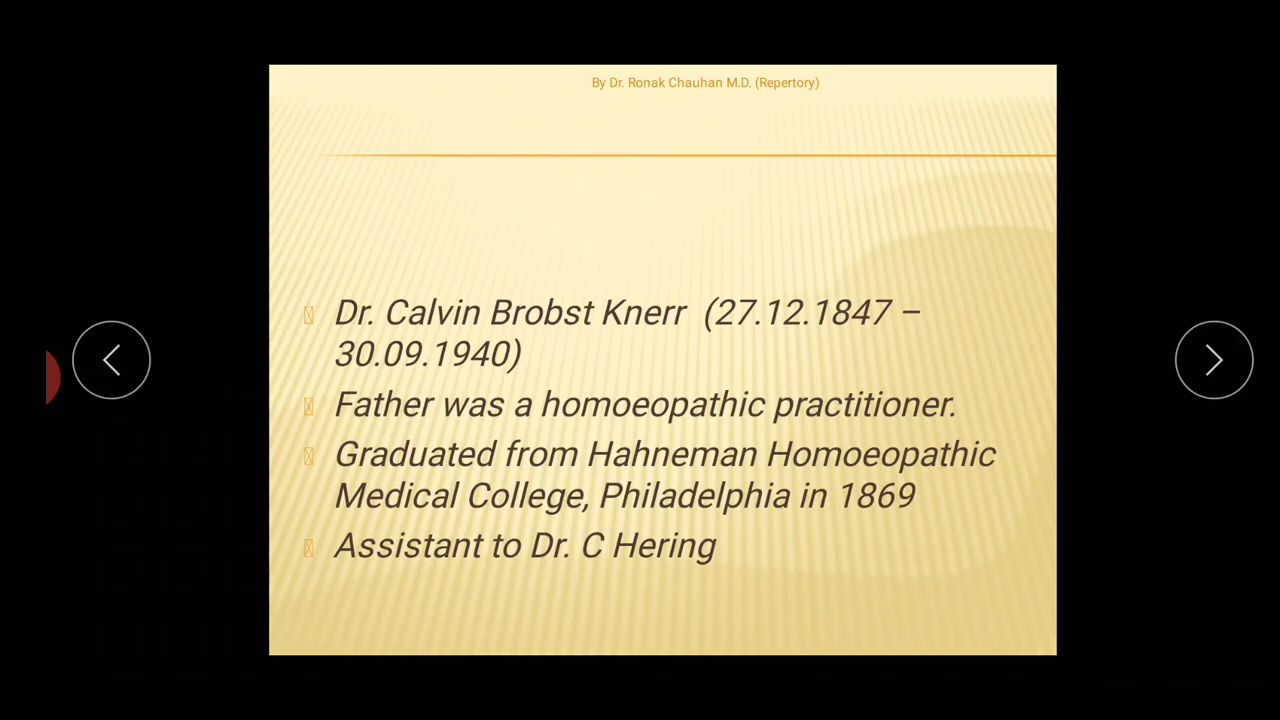 By Dr. Ronak Chauhan M.D. (Repertory)
Dr. Calvin Brobst Knerr (27.12.1847 –
30.09.1940)
Father was a homoeopathic practitioner.
Graduated from Hahneman Homoeopathic
Medical College, Philadelphia in 1869
Assistant to Dr. C Hering